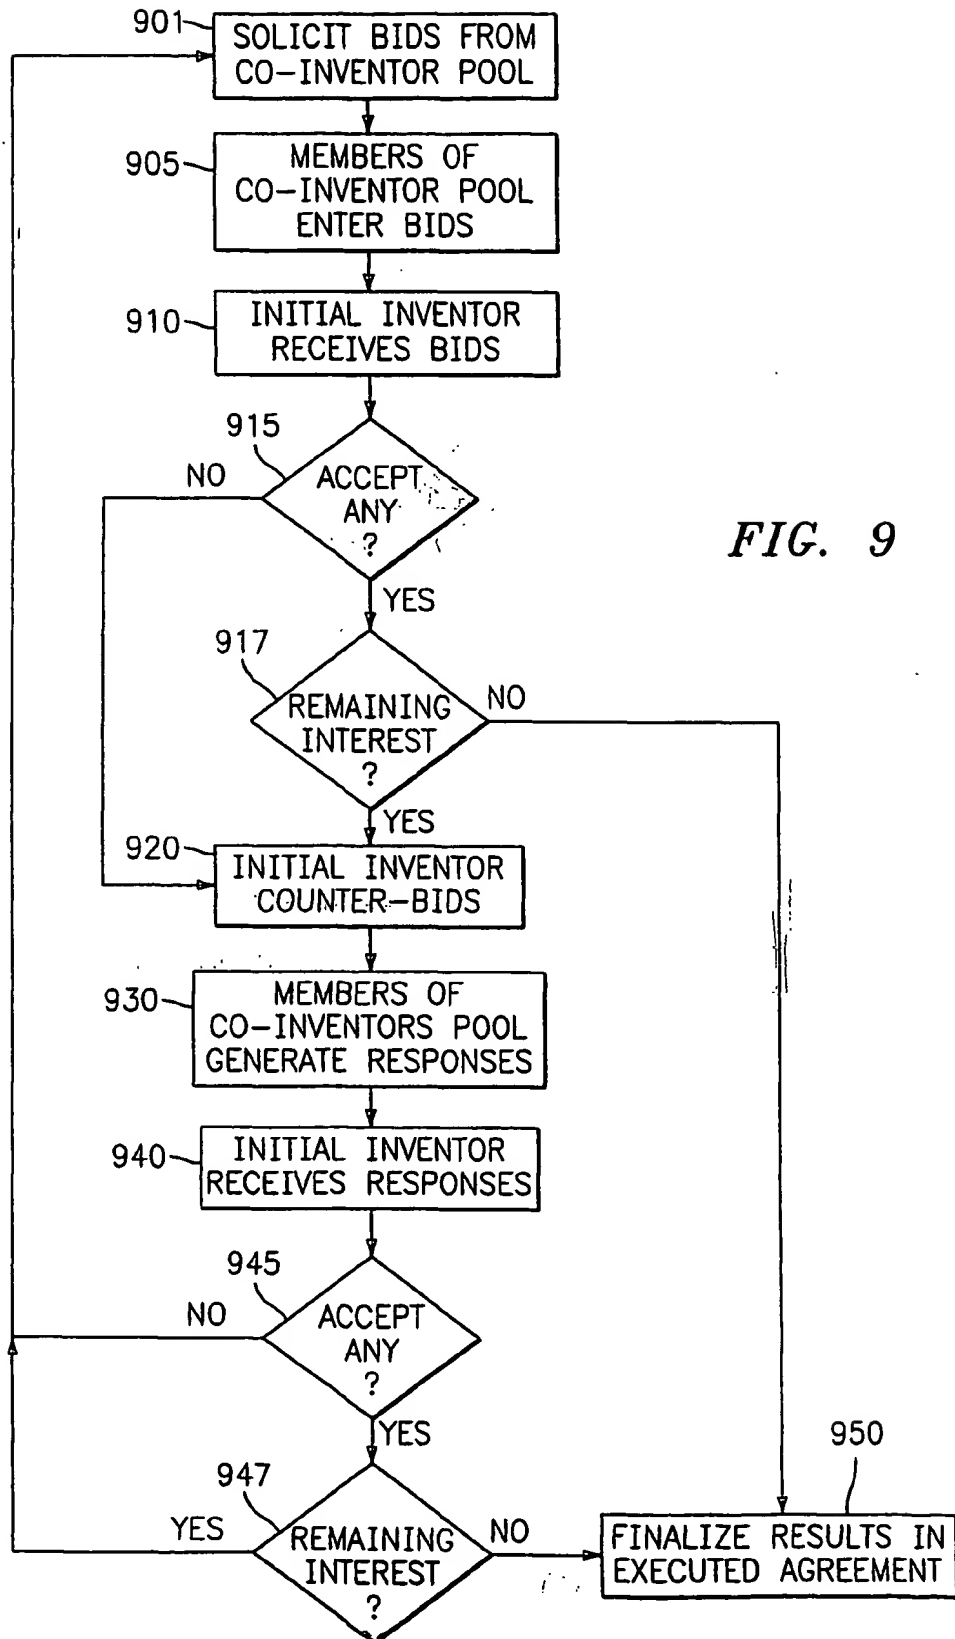 901
SOLICIT BIDS FROM
CO-INVENTOR POOL
905
MEMBERS OF
CO-INVENTOR POOL
ENTER BIDS
910
INITIAL INVENTOR
RECEIVES BIDS
915
NO
ACCEPT
ANY
?
FIG. 9
YES
917
REMAINING
INTEREST
?
NO
YES
920
INITIAL INVENTOR
COUNTER-BIDS
930
MEMBERS OF
CO-INVENTORS POOL
GENERATE RESPONSES
940
INITIAL INVENTOR
RECEIVES RESPONSES
945
NO
ACCEPT
ANY
?
YES
947
YES
REMAINING
INTEREST
?
NO
950
FINALIZE RESULTS IN
EXECUTED AGREEMENT